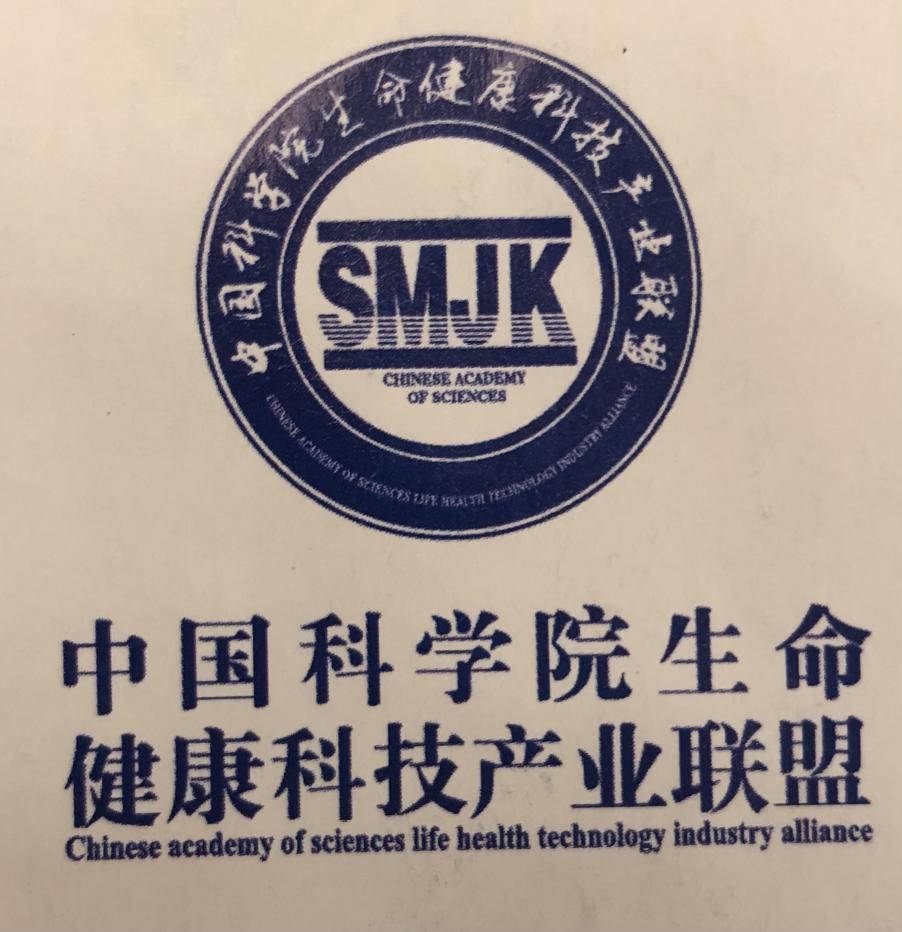 中国科学院生命健康科技产业联盟
SMJK
CHINESE ACADEMY
OF SCIENCES
CHINESE ACADEMY OF SCIENCES LIFE HEALTH TECHNOLOGY INDUSTRY ALLIANCE
中国科学院生命
健康科技产业联盟
Chinese academy of sciences life health technology industry alliance